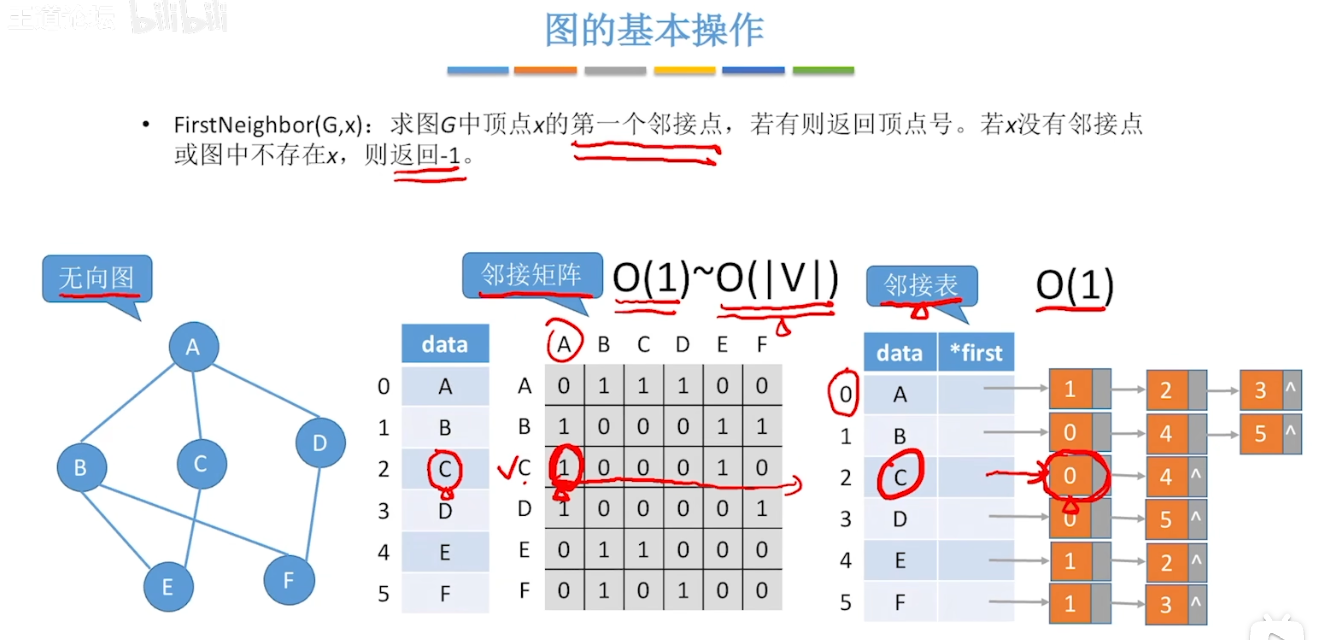 bilibili
图的基本操作
• FirstNeighbor(G,x)：求图G中顶点x的第一个邻接点，若有则返回顶点号。若x没有邻接点
或图中不存在x，则返回-1。
无向图
A
B
C
D
E
F
邻接矩阵 O(1)~O(|V|)
data
0 A
1 B
2 C
3 D
4 E
5 F
A B C D E F
A 0 1 1 1 0 0
B 1 0 0 0 1 1
C 1 0 0 0 1 0
D 1 0 0 0 0 1
E 0 1 1 0 0 0
F 0 1 0 1 0 0
邻接表 O(1)
data *first
0 A 1 2 3 ^
1 B 0 4 5 ^
2 C 0 4 ^
3 D 0 5 ^
4 E 1 2 ^
5 F 1 3 ^